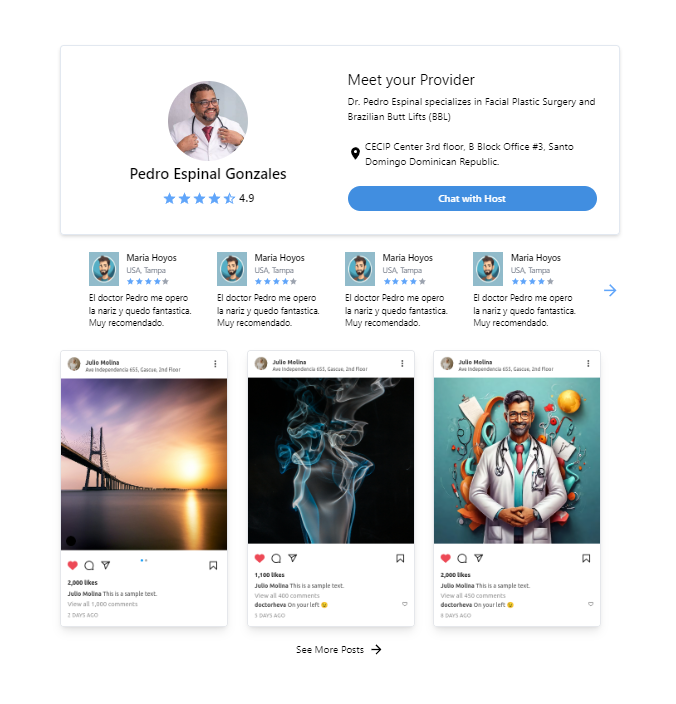 Meet your Provider
Dr. Pedro Espinal specializes in Facial Plastic Surgery and
Brazilian Butt Lifts (BBL)
CECIP Center 3rd floor, B Block Office #3, Santo
Domingo Dominican Republic.
Pedro Espinal Gonzales
4.9
Chat with Host
Maria Hoyos
USA, Tampa
El doctor Pedro me opero
la nariz y quedo fantastica.
Muy recomendado.
Maria Hoyos
USA, Tampa
El doctor Pedro me opero
la nariz y quedo fantastica.
Muy recomendado.
Maria Hoyos
USA, Tampa
El doctor Pedro me opero
la nariz y quedo fantastica.
Muy recomendado.
Maria Hoyos
USA, Tampa
El doctor Pedro me opero
la nariz y quedo fantastica.
Muy recomendado.
Julio Molina
Ave Independencia 655, Gascue, 2nd Floor
2,000 likes
Julio Molina This is a sample text.
View all 1,000 comments
2 DAYS AGO
Julio Molina
Ave Independencia 655, Gascue, 2nd Floor
1,100 likes
Julio Molina This is a sample text.
View all 400 comments
doctorheva On your left 😉
3 DAYS AGO
Julio Molina
Ave Independencia 655, Gascue, 2nd Floor
2,000 likes
Julio Molina This is a sample text.
View all 450 comments
doctorheva On your left 😉
DAYS AGO
See More Posts